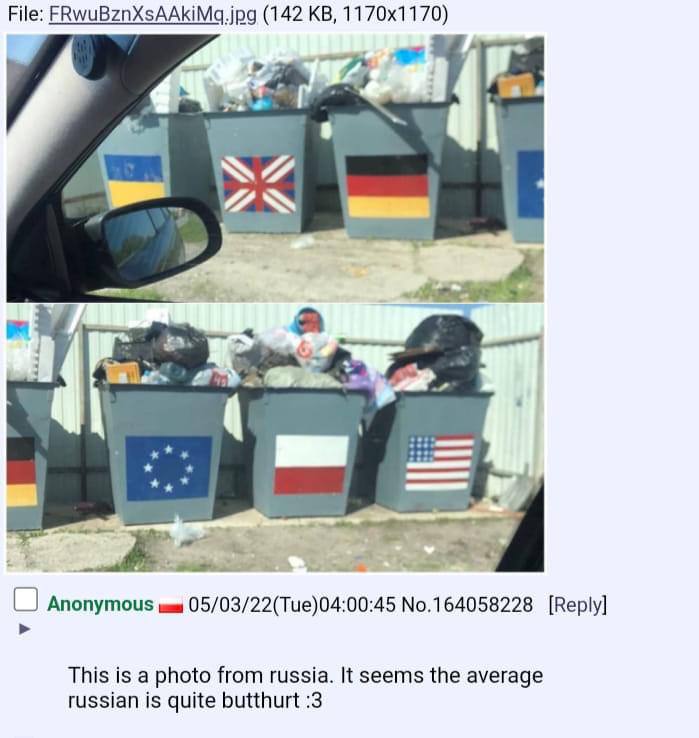 File: FRwuBznXsAAkiMq.jpg (142 KB, 1170x1170)
Anonymous 05/03/22(Tue)04:00:45 No.164058228 [Reply]
This is a photo from russia. It seems the average
russian is quite butthurt :3